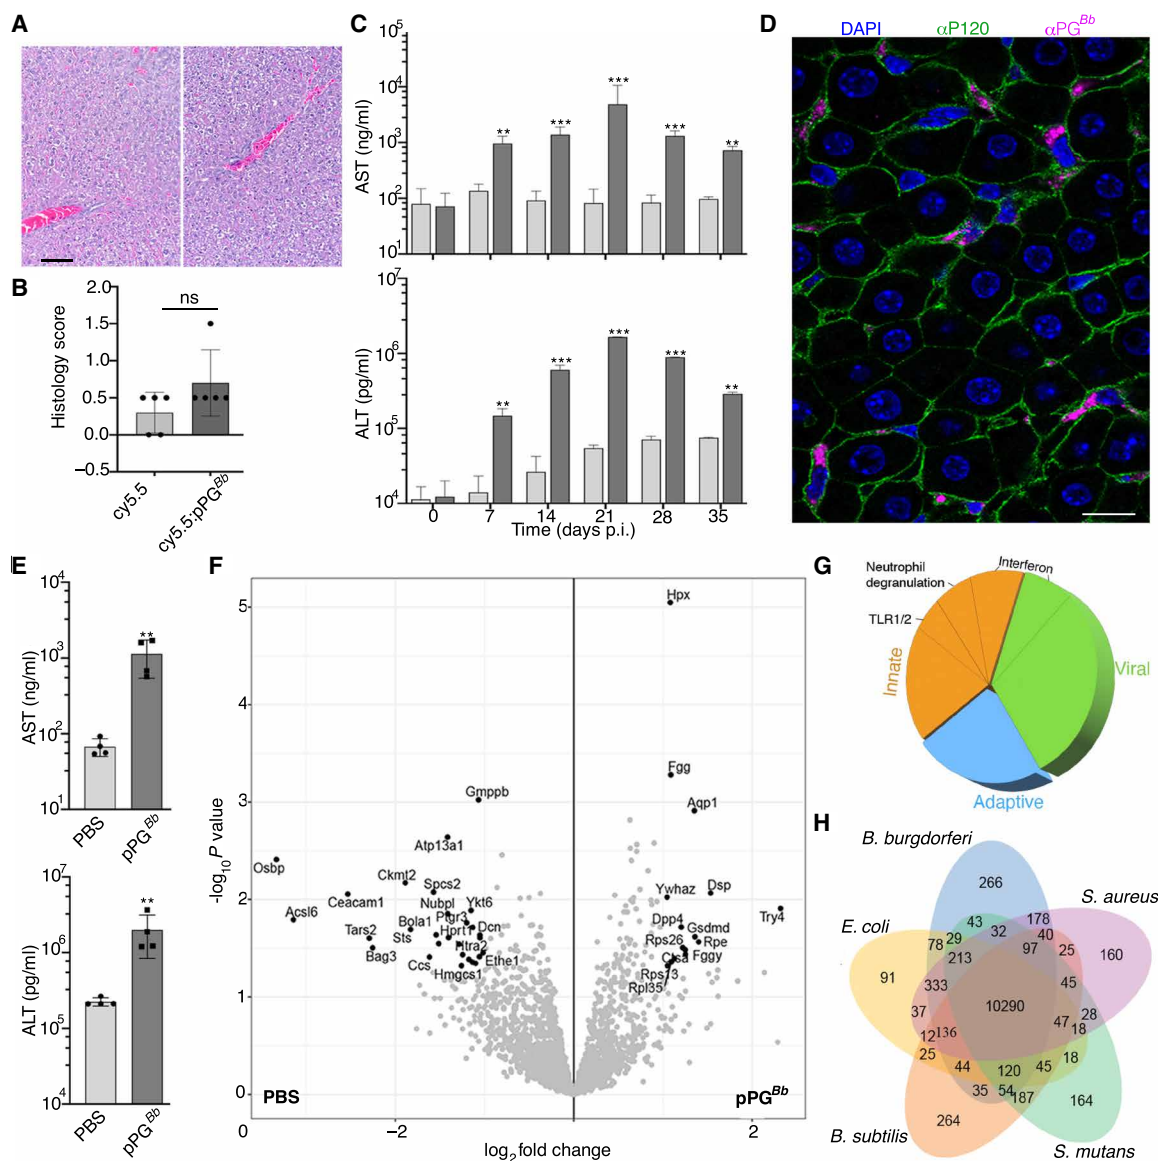 A
B
Histology score
2.0
1.5
1.0
0.5
0.0
–0.5
ns
cy5.5
cy5.5:pPG^Bb
C
AST (ng/ml)
10^5
10^4
10^3
10^2
10^1
**
***
***
***
**
ALT (pg/ml)
10^7
10^6
10^5
10^4
**
***
***
***
**
0 7 14 21 28 35
Time (days p.i.)
D
DAPI αP120 αPG^Bb
E
AST (ng/ml)
10^4
10^3
10^2
10^1
**
PBS
pPG^Bb
ALT (pg/ml)
10^7
10^6
10^5
10^4
**
PBS
pPG^Bb
F
-log10 P value
5
4
3
2
1
0
Hpx
Fgg
Aqp1
Gmppb
Atp13a1
Osbp
Ckmt2
Spcs2
Ceacam1
Nubpl
Ykt6
Acsl6
Ptgr3
Bola1
Tars2
Sts
Hprt1
Dcn
Htra2
Bag3
Ccs
Ethe1
Hmgcs1
Ywhaz
Dsp
Try4
Dpp4
Gsdmd
Rps26
Rpe
Fggy
Rps13
Rpl35
PBS
pPG^Bb
0 –2 0 2
log2 fold change
G
Neutrophil
degranulation
Interferon
TLR1/2
Innate
Viral
Adaptive
H
B. burgdorferi
S. aureus
E. coli
B. subtilis
S. mutans
266
43
178
78
29
32
40
213
97
25
160
91
333
45
37
10290
28
12
136
47
18
25
44
120
45
18
35
54
187
164
264